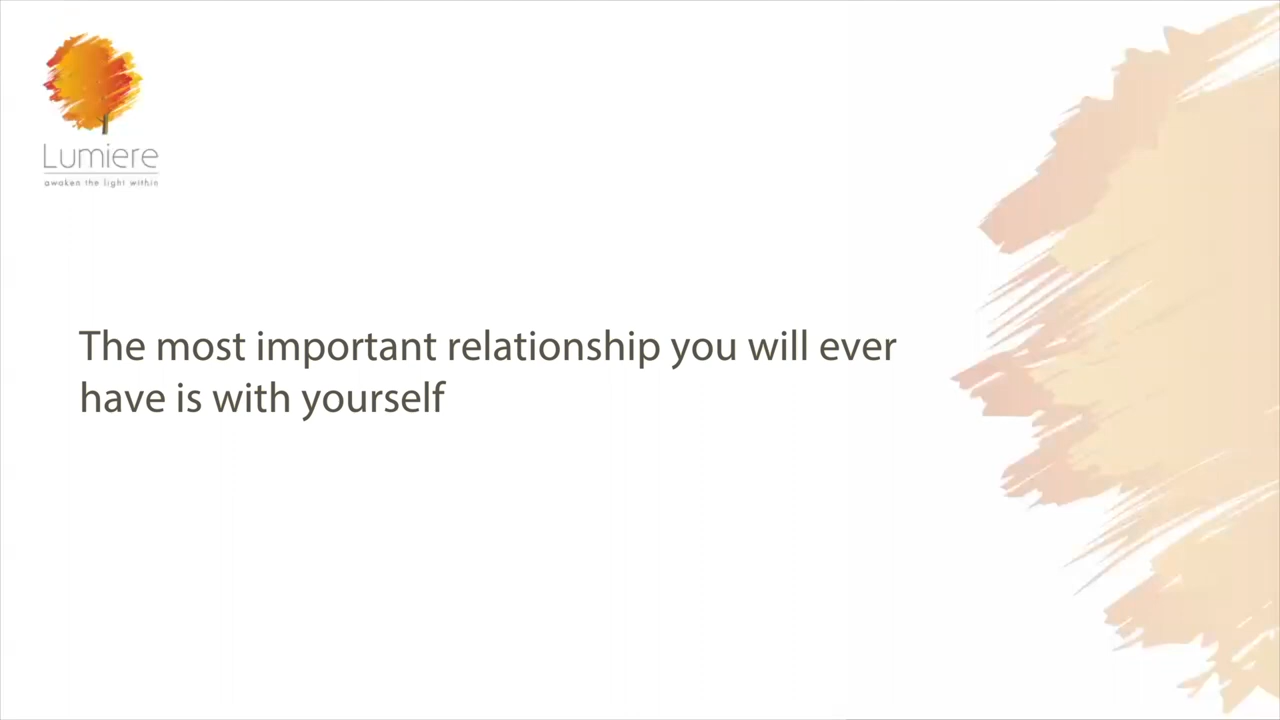 Lumiere
awaken the light within
The most important relationship you will ever
have is with yourself